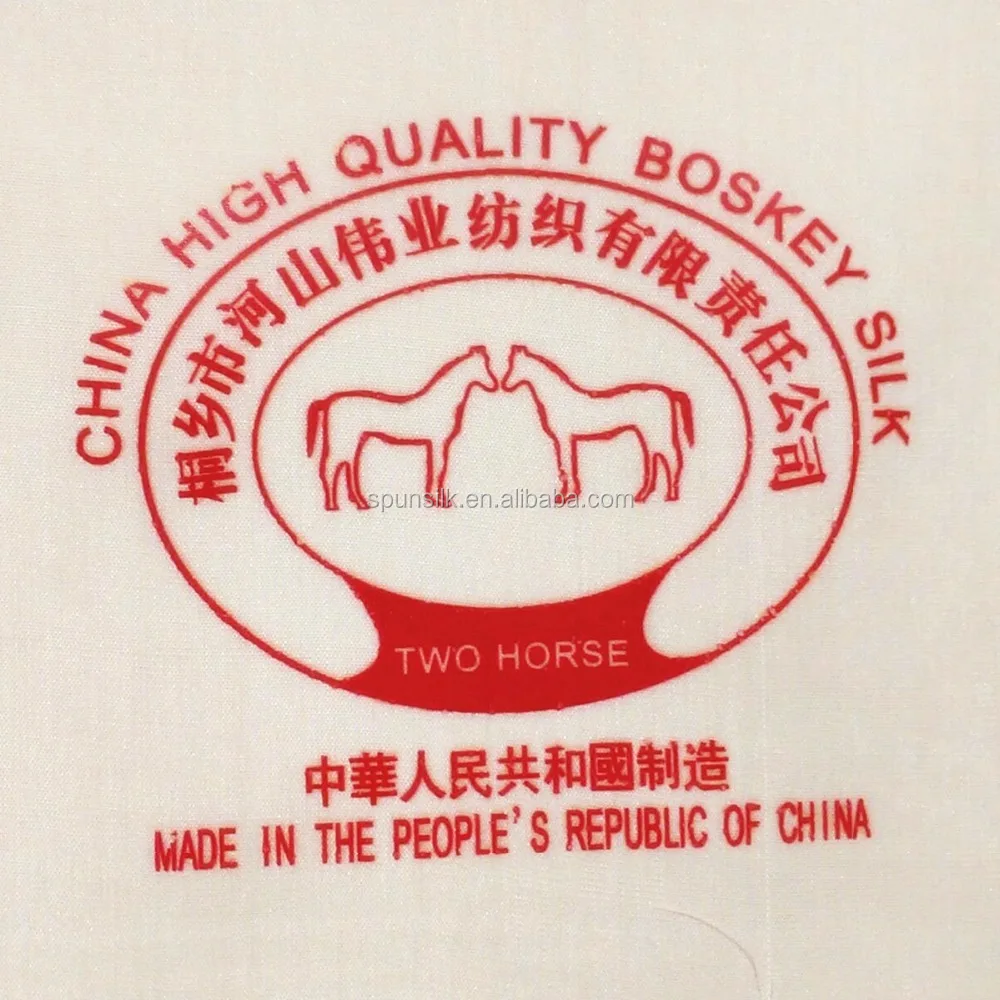 CHINA HIGH QUALITY BOSKEY SILK
桐乡市河山伟业纺织有限责任公司
spunsilk.en.alibaba.com
TWO HORSE
中華人民共和國制造
MADE IN THE PEOPLE'S REPUBLIC OF CHINA